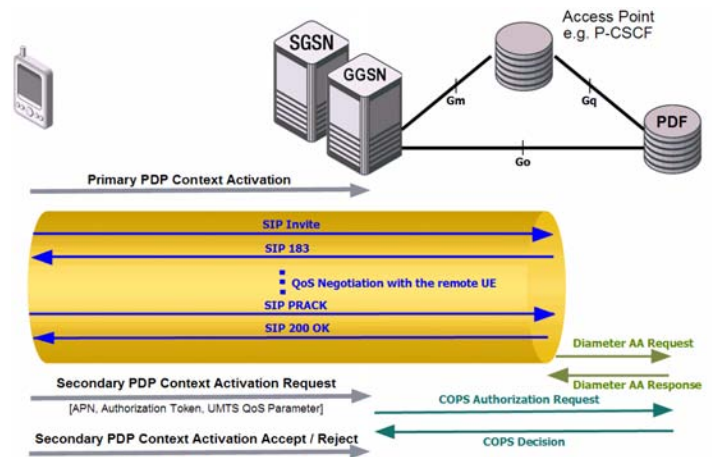 Access Point
e.g. P-CSCF
SGSN
GGSN
Gm
Gq
PDF
Go
Primary PDP Context Activation
SIP Invite
SIP 183
QoS Negotiation with the remote UE
SIP PRACK
SIP 200 OK
Diameter AA Request
Diameter AA Response
Secondary PDP Context Activation Request
[APN, Authorization Token, UMTS QoS Parameter]
COPS Authorization Request
Secondary PDP Context Activation Accept / Reject
COPS Decision